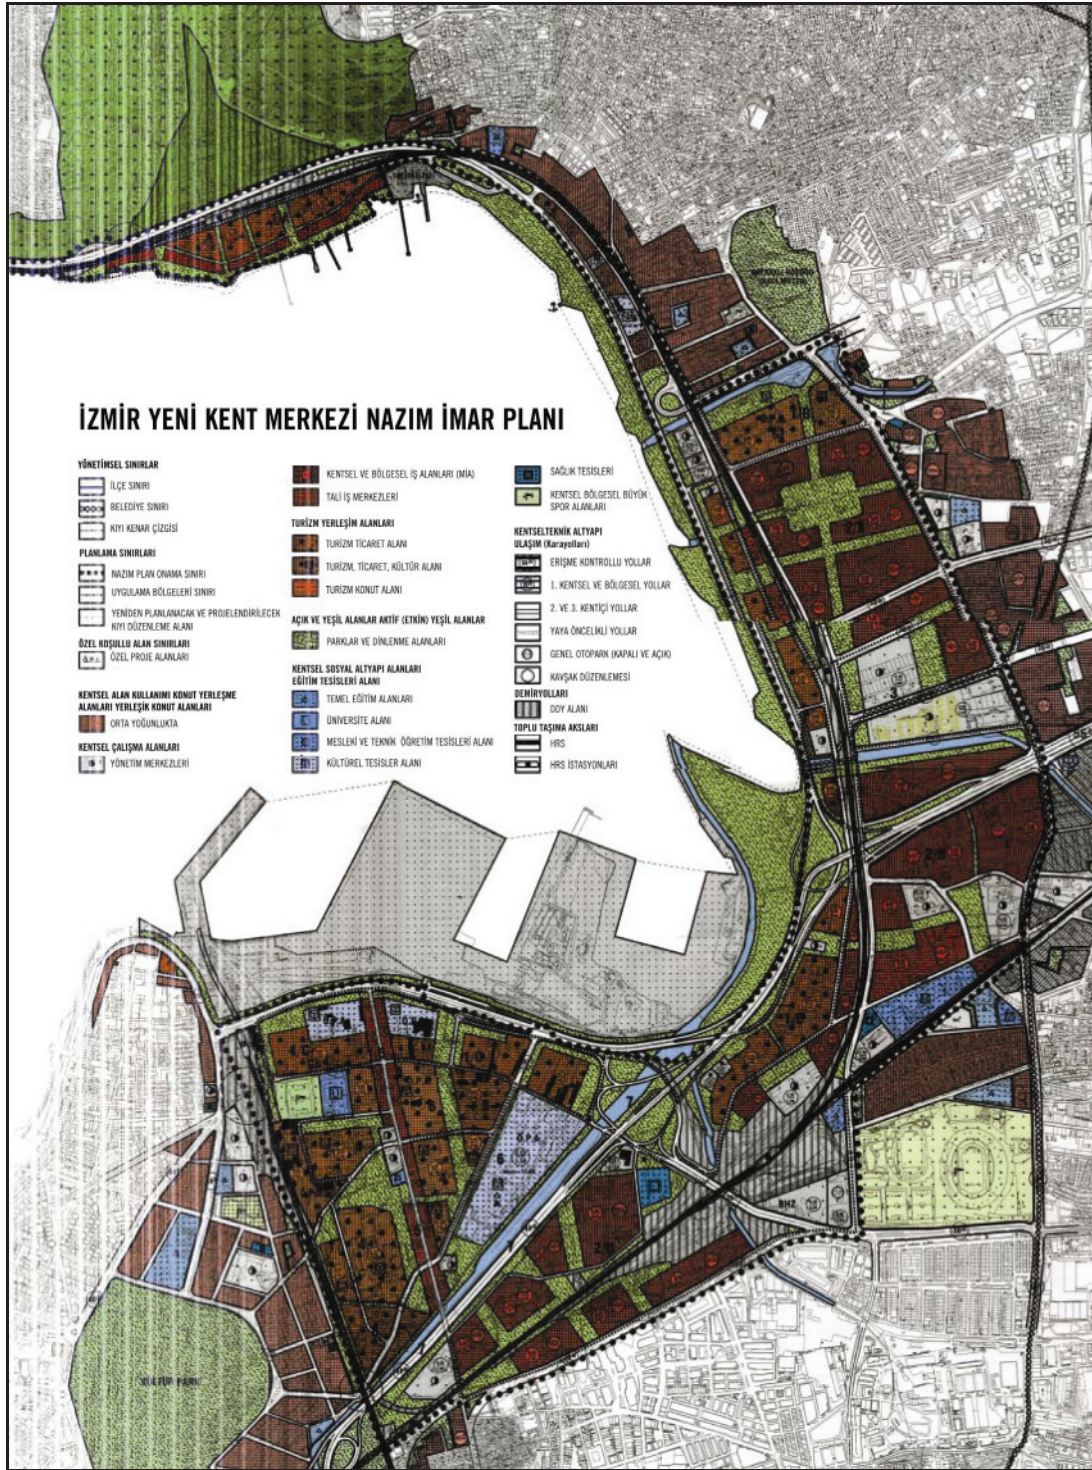 İZMİR YENİ KENT MERKEZİ NAZIM İMAR PLANI
YÖNETİMSEL SINIRLAR
İLÇE SINIRI
BELEDİYE SINIRI
KIYI KENAR ÇİZGİSİ
PLANLAMA SINIRLARI
NAZIM PLAN ONAMA SINIRI
UYGULAMA BÖLGELERİ SINIRI
YENİDEN PLANLANACAK VE PROJELENDİRİLECEK
KIYI DÜZENLEME ALANI
ÖZEL KOŞULLU ALAN SINIRLARI
Ö.P.A. ÖZEL PROJE ALANLARI
KENTSEL ALAN KULLANIMI KONUT YERLEŞME
ALANLARI YERLEŞİK KONUT ALANLARI
ORTA YOĞUNLUKTA
KENTSEL ÇALIŞMA ALANLARI
YÖNETİM MERKEZLERİ
KENTSEL VE BÖLGESEL İŞ ALANLARI (MİA)
TALİ İŞ MERKEZLERİ
TURİZM YERLEŞİM ALANLARI
TURİZM TİCARET ALANI
TURİZM, TİCARET, KÜLTÜR ALANI
TURİZM KONUT ALANI
AÇIK VE YEŞİL ALANLAR AKTİF (ETKİN) YEŞİL ALANLAR
PARKLAR VE DİNLENME ALANLARI
KENTSEL SOSYAL ALTYAPI ALANLARI
EĞİTİM TESİSLERİ ALANI
TEMEL EĞİTİM ALANLARI
ÜNİVERSİTE ALANI
MESLEKİ VE TEKNİK ÖĞRETİM TESİSLERİ ALANI
KÜLTÜREL TESİSLER ALANI
SAĞLIK TESİSLERİ
KENTSEL BÖLGESEL BÜYÜK
SPOR ALANLARI
KENTSELTEKNİK ALTYAPI
ULAŞIM (Karayolları)
ERİŞME KONTROLLU YOLLAR
1. KENTSEL VE BÖLGESEL YOLLAR
2. VE 3. KENTİÇİ YOLLAR
YAYA ÖNCELİKLİ YOLLAR
GENEL OTOPARK (KAPALI VE AÇIK)
KAVŞAK DÜZENLEMESİ
DEMİRYOLLARI
DDY ALANI
TOPLU TAŞIMA AKSLARI
HRS
HRS İSTASYONLARI
Ö.P.A.
6
BHZ
KÜLTÜR PARK